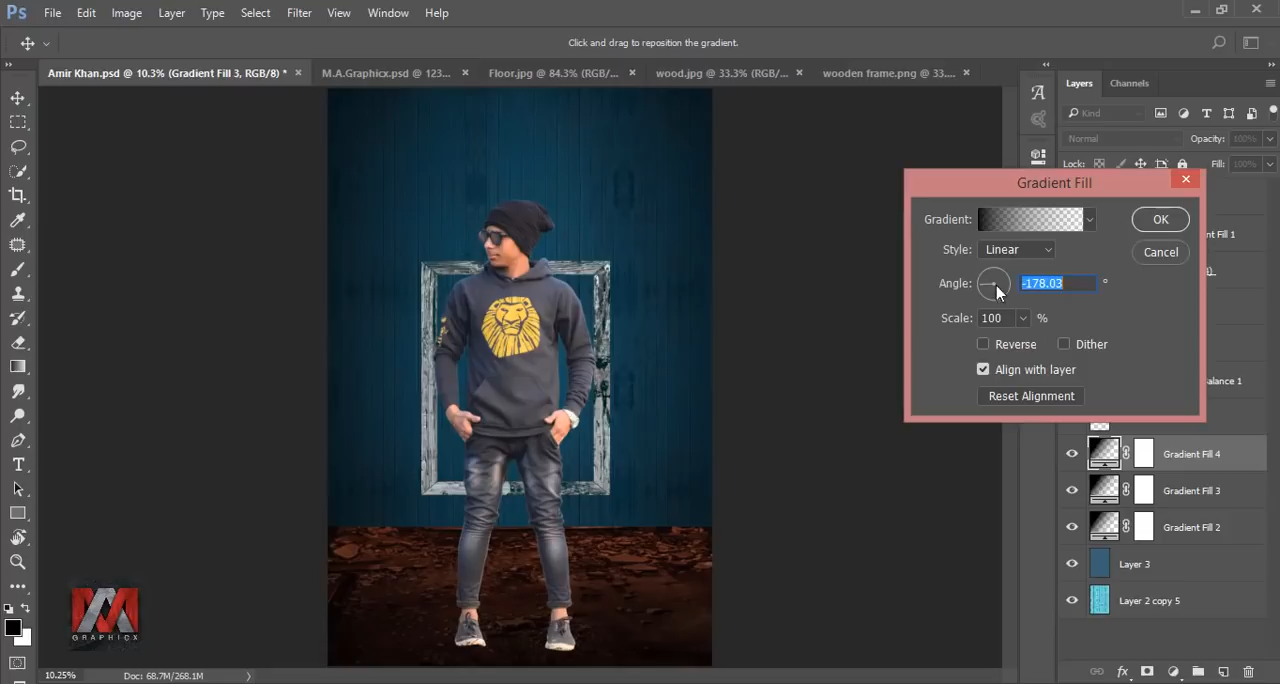 Ps File Edit Image Layer Type Select Filter View Window Help
Click and drag to reposition the gradient.
Amir Khan.psd @ 10.3% (Gradient Fill 3, RGB/8) *
M.A.Graphicx.psd @ 123...
Floor.jpg @ 84.3% (RGB/...
wood.jpg @ 33.3% (RGB/...
wooden frame.png @ 33....
Layers Channels
Kind
Normal Opacity: 100%
Lock: Fill: 100%
Gradient Fill
Gradient: OK
Style: Linear
Cancel
Angle: -178.03 °
Scale: 100 %
Reverse Dither
Align with layer
Reset Alignment
Fill 1
Balance 1
Gradient Fill 4
Gradient Fill 3
Gradient Fill 2
Layer 3
Layer 2 copy 5
MA
GRAPHICX
10.25% Doc: 68.7M/268.1M